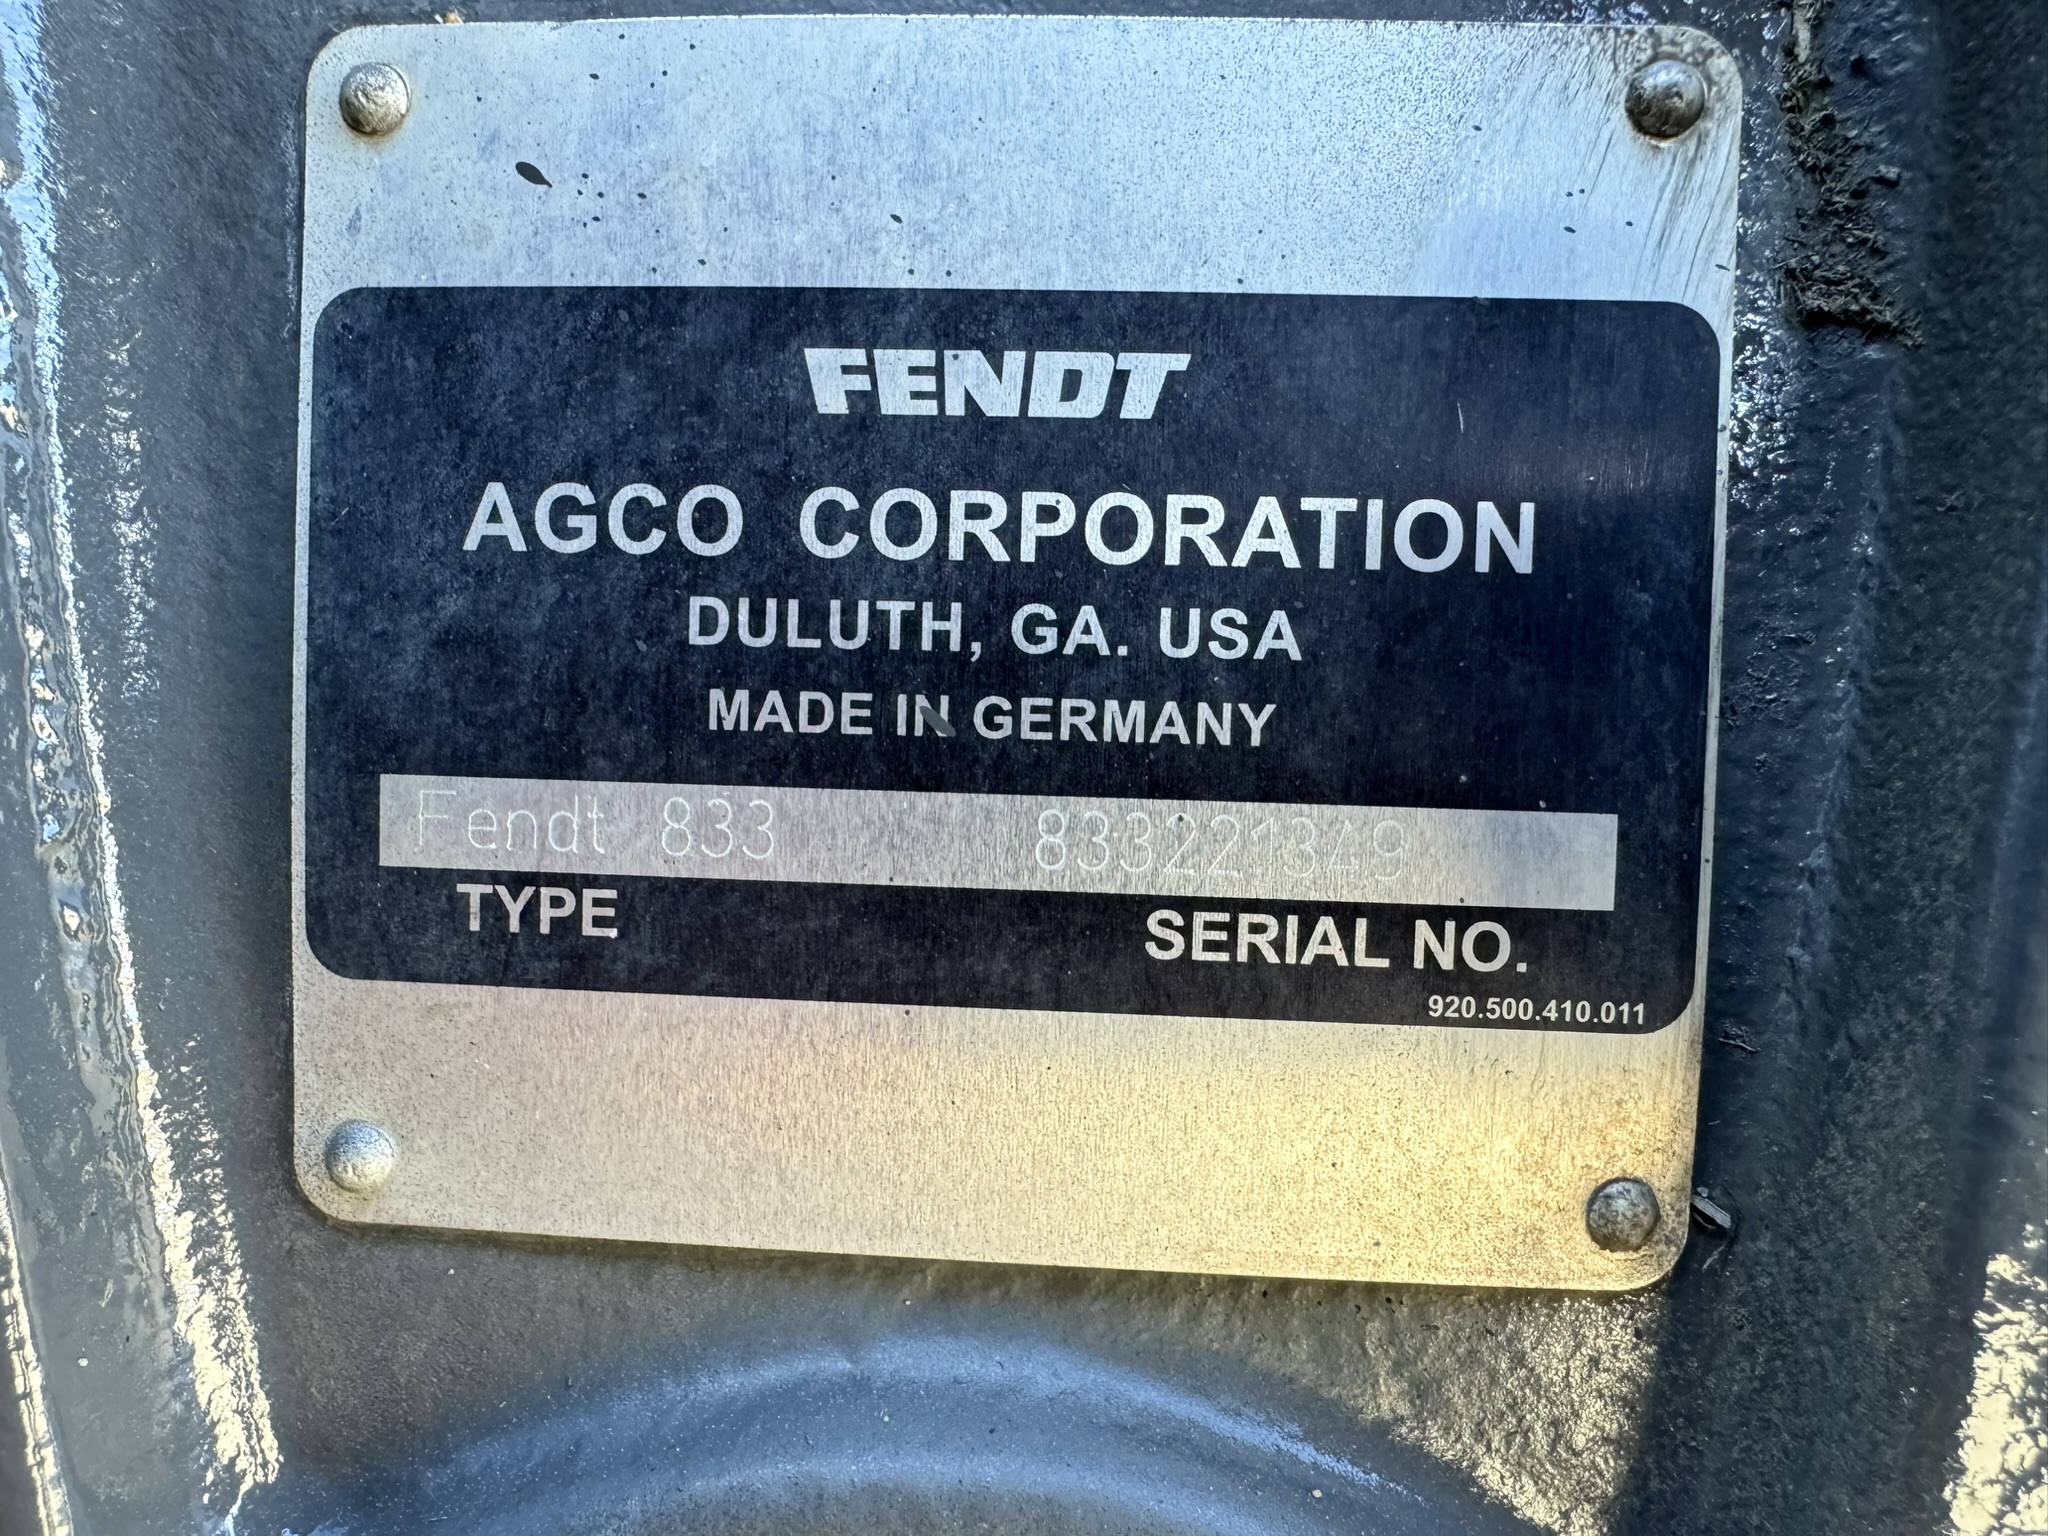 FENDT
AGCO CORPORATION
DULUTH, GA. USA
MADE IN GERMANY
Fendt 833 833221349
TYPE SERIAL NO.
920.500.410.011